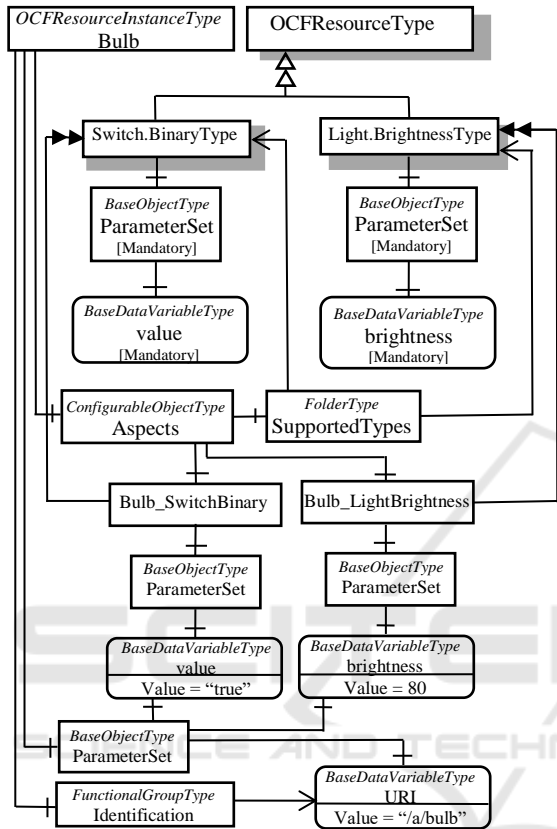 OCFResourceInstanceType
Bulb
OCFResourceType
Switch.BinaryType
Light.BrightnessType
BaseObjectType
ParameterSet
[Mandatory]
BaseObjectType
ParameterSet
[Mandatory]
BaseDataVariableType
value
[Mandatory]
BaseDataVariableType
brightness
[Mandatory]
ConfigurableObjectType
Aspects
FolderType
SupportedTypes
Bulb_SwitchBinary
Bulb_LightBrightness
BaseObjectType
ParameterSet
BaseObjectType
ParameterSet
BaseDataVariableType
value
Value = “true”
BaseDataVariableType
brightness
Value = 80
BaseObjectType
ParameterSet
BaseDataVariableType
URI
Value = “/a/bulb”
FunctionalGroupType
Identification